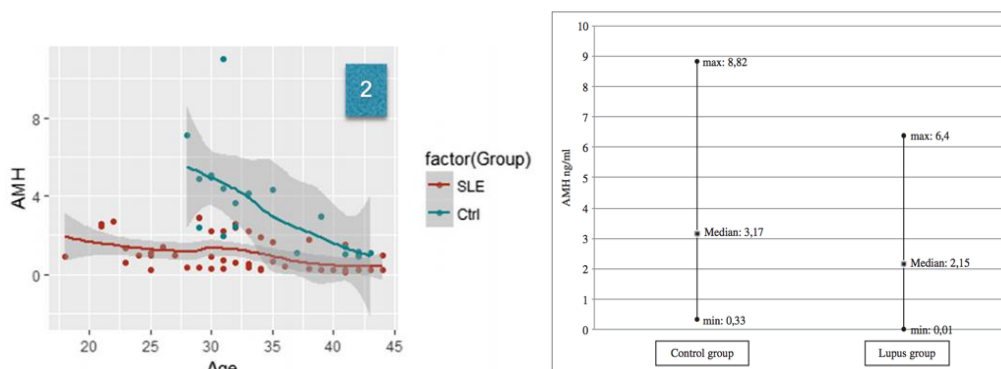 2
8
4
0
AMH
20 25 30 35 40 45
Age
factor(Group)
SLE
Ctrl
10
9
8
7
6
5
4
3
2
1
0
AMH ng/ml
max: 8,82
Median: 3,17
min: 0,33
max: 6,4
Median: 2,15
min: 0,01
Control group
Lupus group